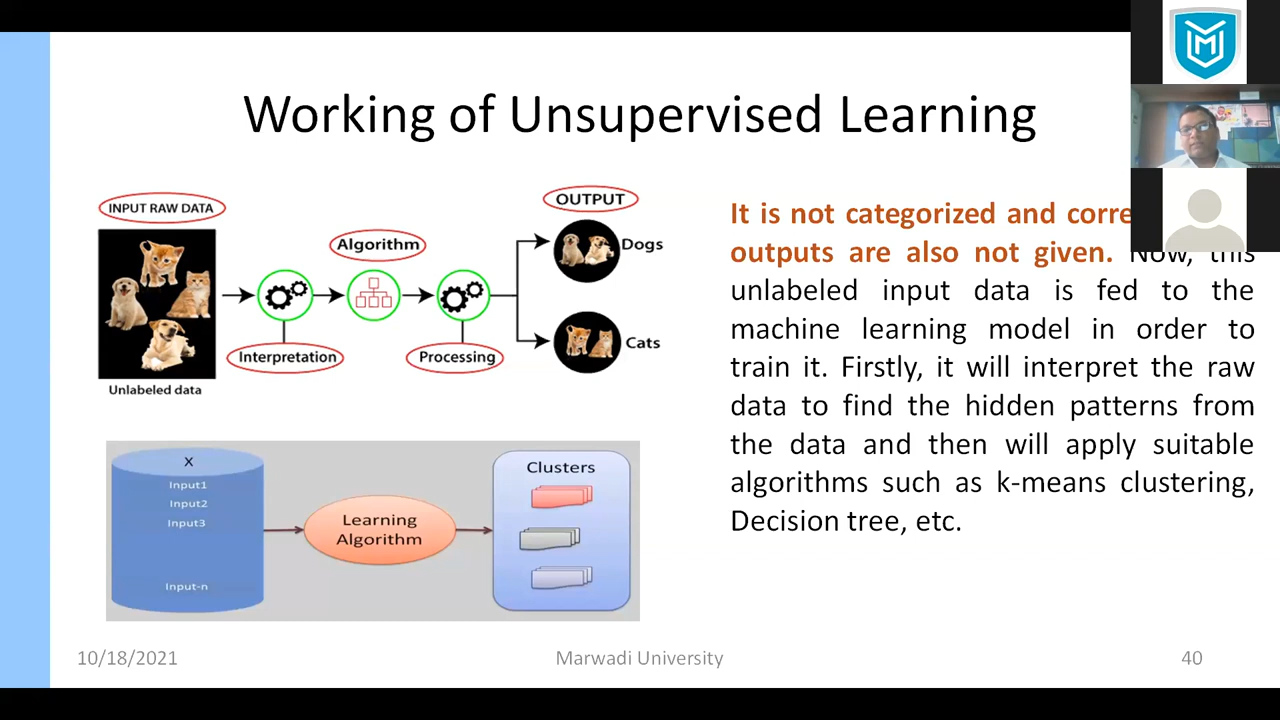 Working of Unsupervised Learning
INPUT RAW DATA
Unlabeled data
Interpretation
Algorithm
Processing
OUTPUT
Dogs
Cats
X
Input1
Input2
Input3
Input-n
Learning
Algorithm
Clusters
It is not categorized and
outputs are also not given. Now, this
unlabeled input data is fed to the
machine learning model in order to
train it. Firstly, it will interpret the raw
data to find the hidden patterns from
the data and then will apply suitable
algorithms such as k-means clustering,
Decision tree, etc.
10/18/2021
Marwadi University
40